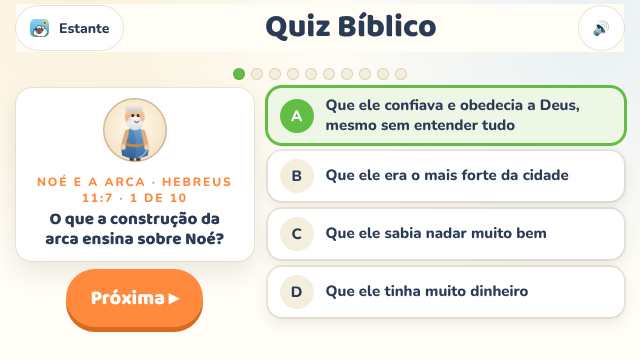 Estante
Quiz Bíblico
NOÉ E A ARCA · HEBREUS
11:7 · 1 DE 10
O que a construção da
arca ensina sobre Noé?
Próxima ▸
A
Que ele confiava e obedecia a Deus,
mesmo sem entender tudo
B
Que ele era o mais forte da cidade
C
Que ele sabia nadar muito bem
D
Que ele tinha muito dinheiro